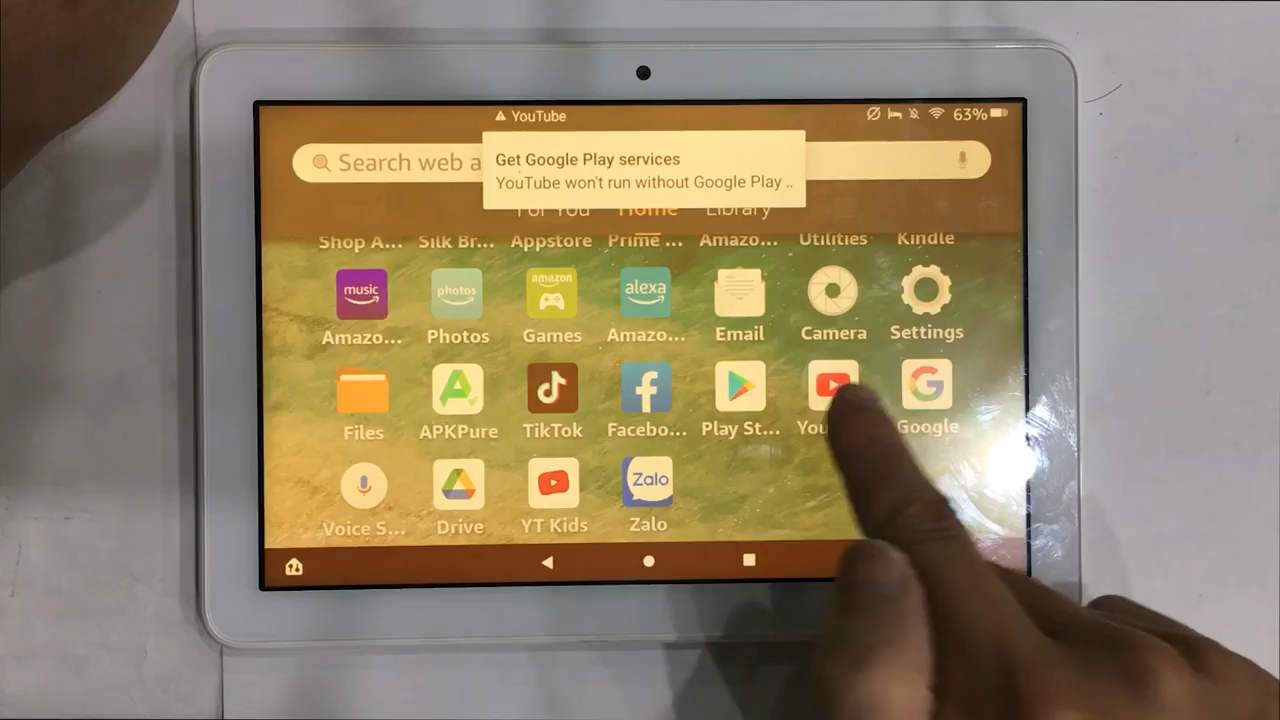 YouTube
63%
Search web a
Get Google Play services
YouTube won't run without Google Play ..
For You Home Library
Shop A... Silk Br... Appstore Prime ... Amazo... Utilities Kindle
music photos amazon alexa
Amazo... Photos Games Amazo... Email Camera Settings
Files APKPure TikTok Facebo... Play St... You Google
Zalo
Voice S... Drive YT Kids Zalo